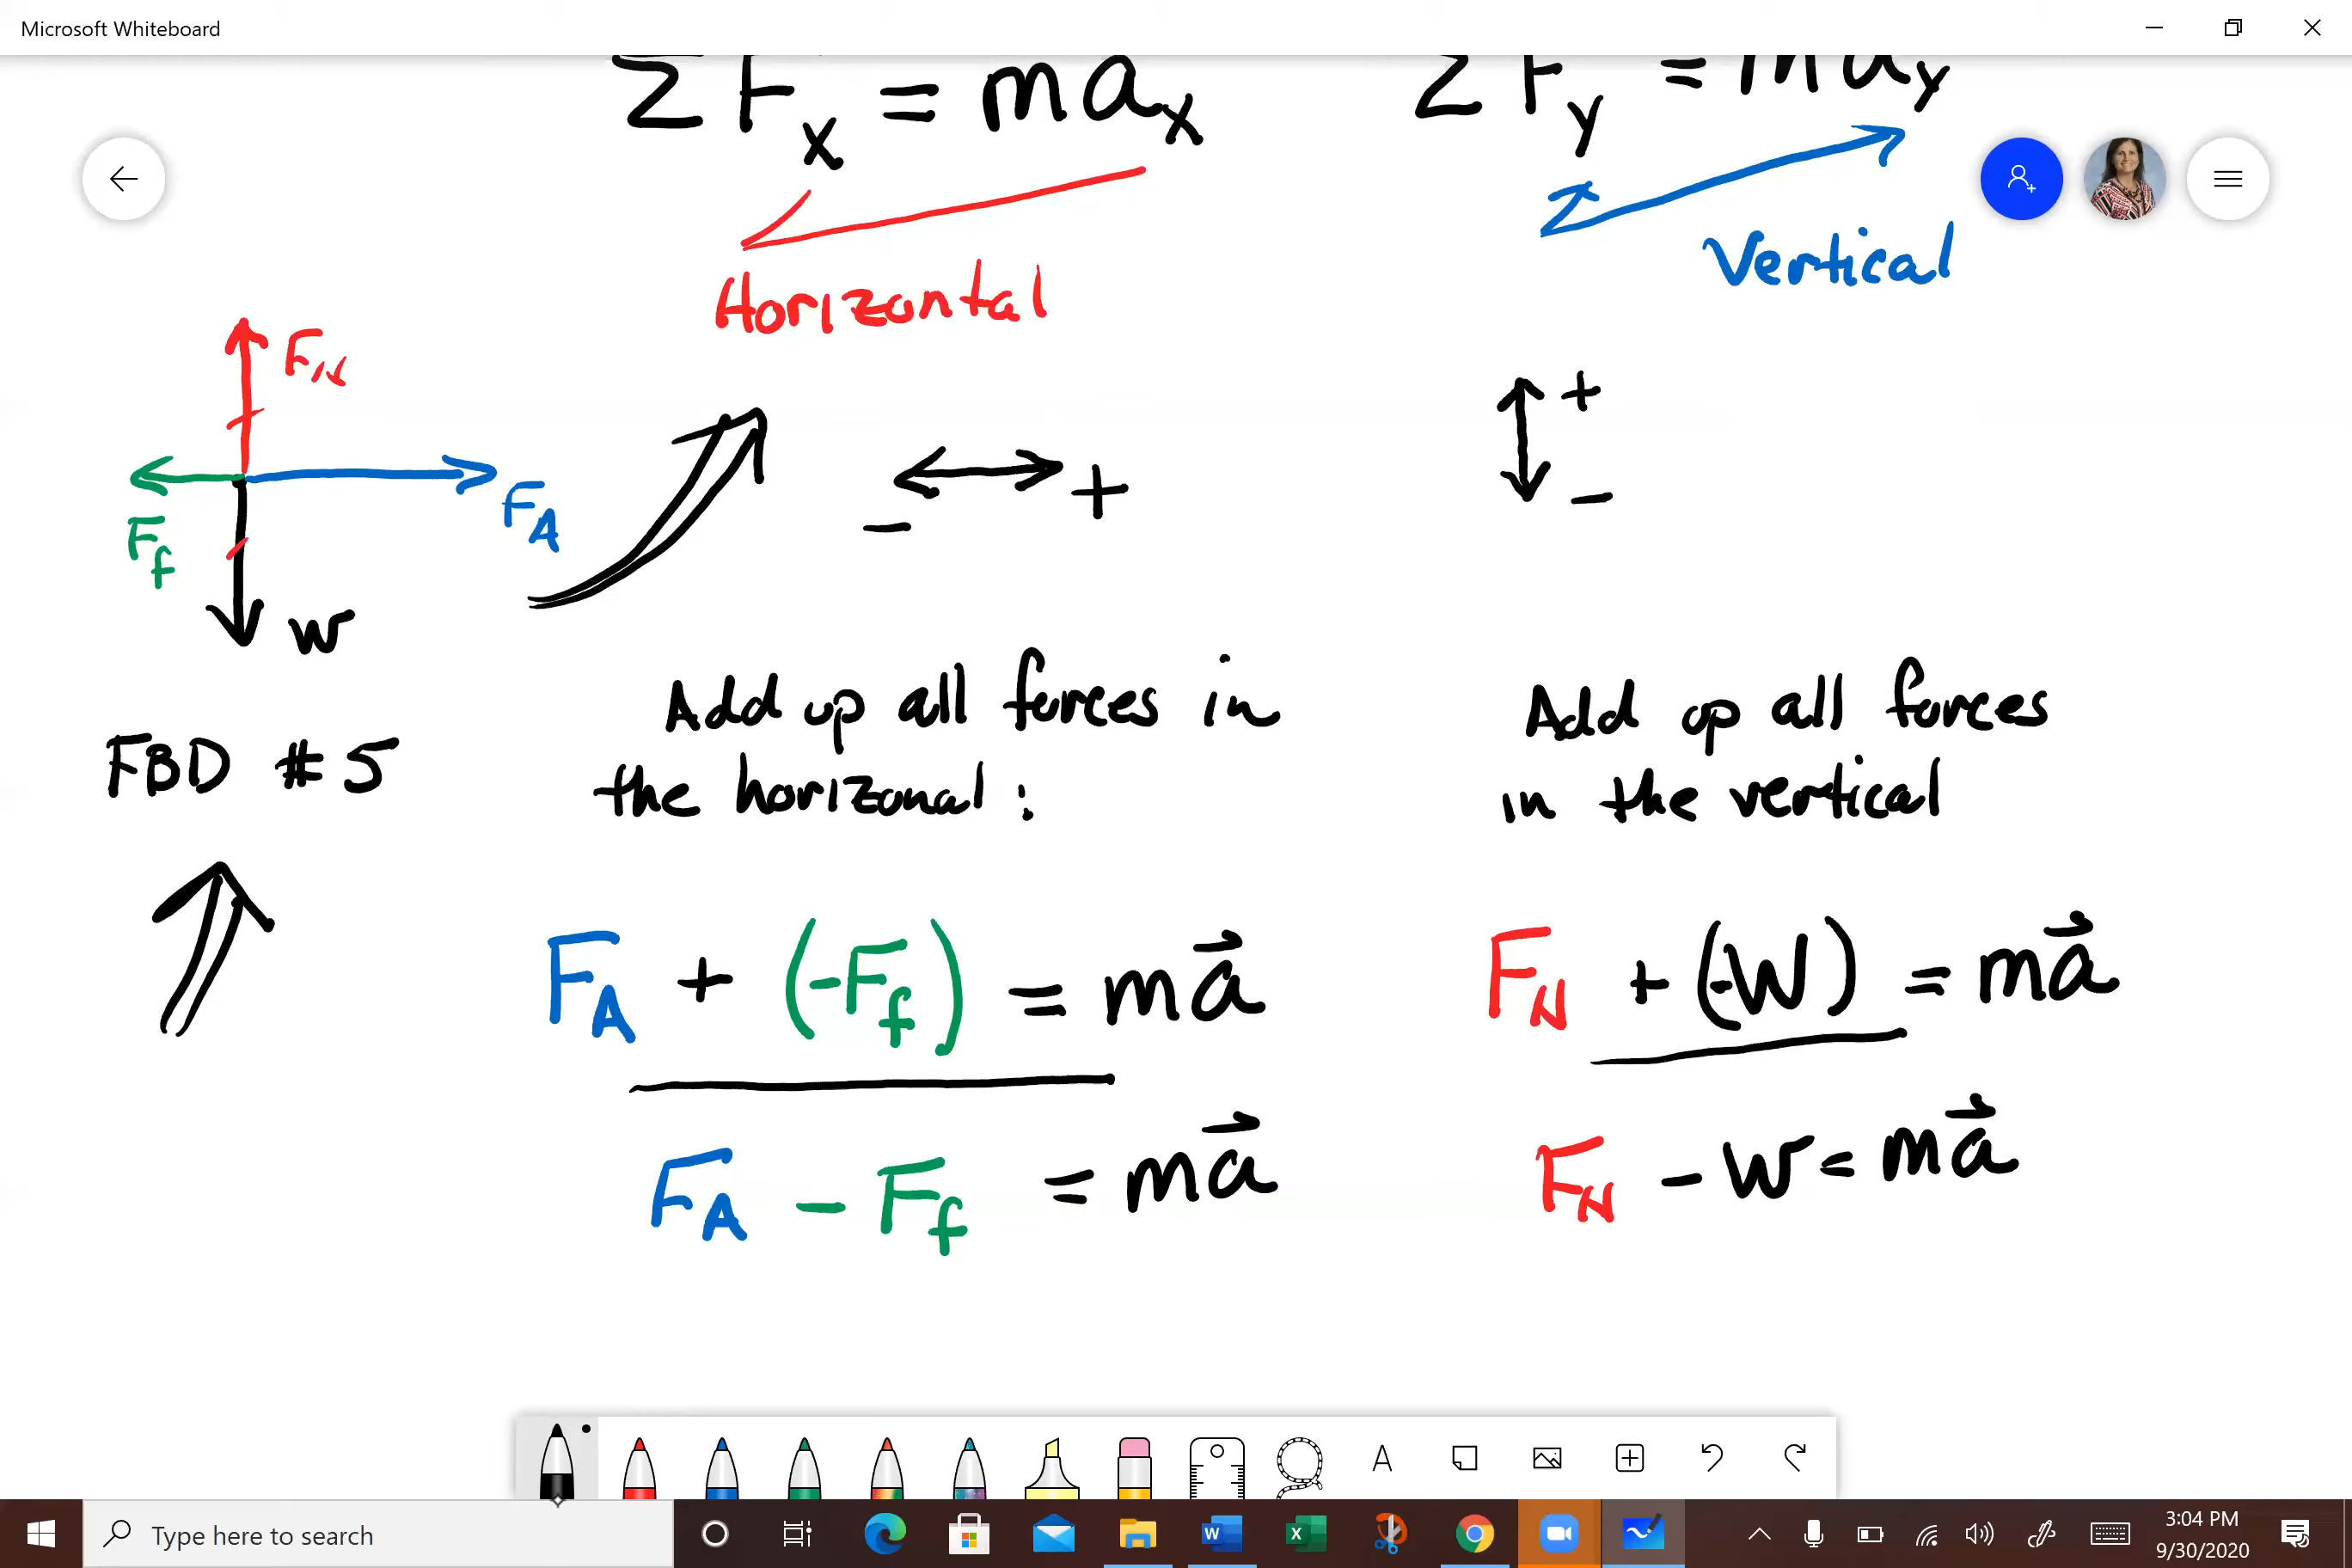 Microsoft Whiteboard
ΣFx = max
ΣFy = may
Horizontal
Vertical
FN
Ff
FA
W
- +
+
-
FBD #5
Add up all forces in
the horizonal:
Add up all forces
in the vertical
FA + (-Ff) = ma⃗
FN + (-W) = ma⃗
FA - Ff = ma⃗
FN - W = ma⃗
A
Type here to search
3:04 PM
9/30/2020